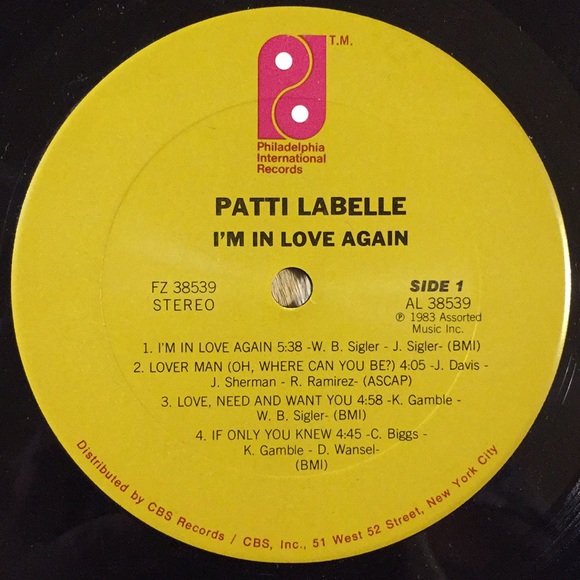 T.M.
Philadelphia
International
Records
PATTI LABELLE
I'M IN LOVE AGAIN
FZ 38539
STEREO
SIDE 1
AL 38539
℗ 1983 Assorted
Music Inc.
1. I'M IN LOVE AGAIN 5:38 -W. B. Sigler - J. Sigler- (BMI)
2. LOVER MAN (OH, WHERE CAN YOU BE?) 4:05 -J. Davis -
J. Sherman - R. Ramirez- (ASCAP)
3. LOVE, NEED AND WANT YOU 4:58 -K. Gamble -
W. B. Sigler- (BMI)
4. IF ONLY YOU KNEW 4:45 -C. Biggs -
K. Gamble - D. Wansel-
(BMI)
Distributed by CBS Records / CBS, Inc., 51 West 52 Street, New York City